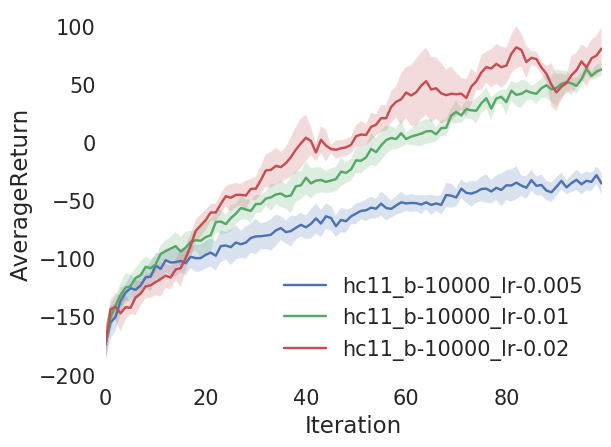 100
50
0
−50
−100
−150
−200
AverageReturn
hc11_b-10000_lr-0.005
hc11_b-10000_lr-0.01
hc11_b-10000_lr-0.02
0 20 40 60 80
Iteration